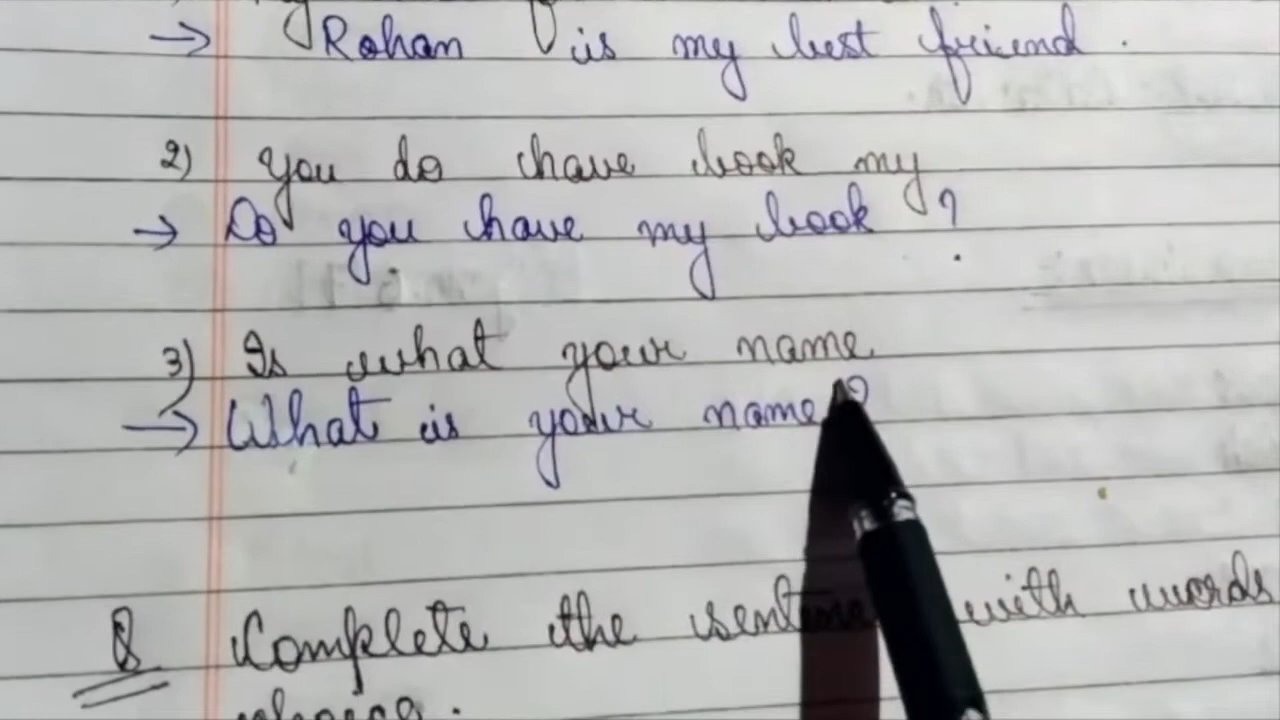 → Rohan is my best friend.
2) You do have book my
→ Do you have my book ?
3) Is what your name
→ What is your name?
Q Complete the with words